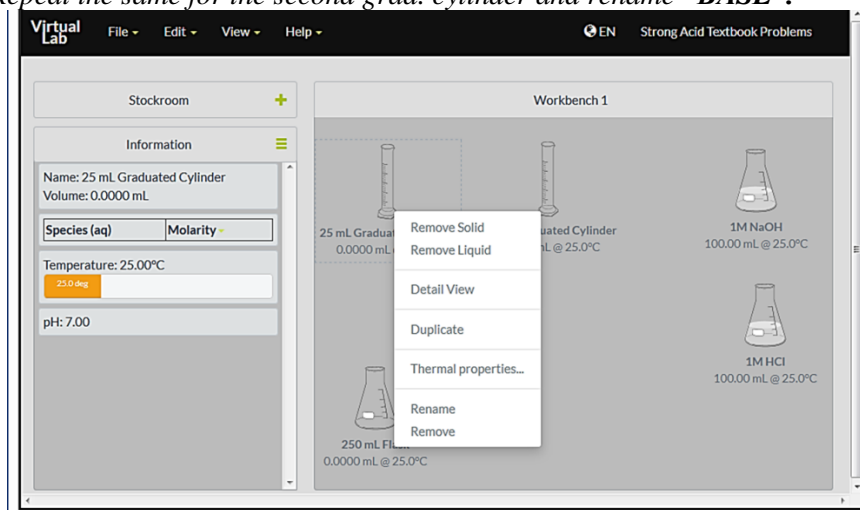 Repeat the same for the second grad. cylinder and rename "BASE".
Virtual Lab File Edit View Help EN Strong Acid Textbook Problems
Stockroom
Information
Name: 25 mL Graduated Cylinder
Volume: 0.0000 mL
Species (aq) Molarity
Temperature: 25.00°C
25.0 deg
pH: 7.00
Workbench 1
25 mL Gradua
0.0000 mL
uated Cylinder
L @ 25.0°C
1M NaOH
100.00 mL @ 25.0°C
1M HCl
100.00 mL @ 25.0°C
250 mL Fl
0.0000 mL @ 25.0°C
Remove Solid
Remove Liquid
Detail View
Duplicate
Thermal properties...
Rename
Remove